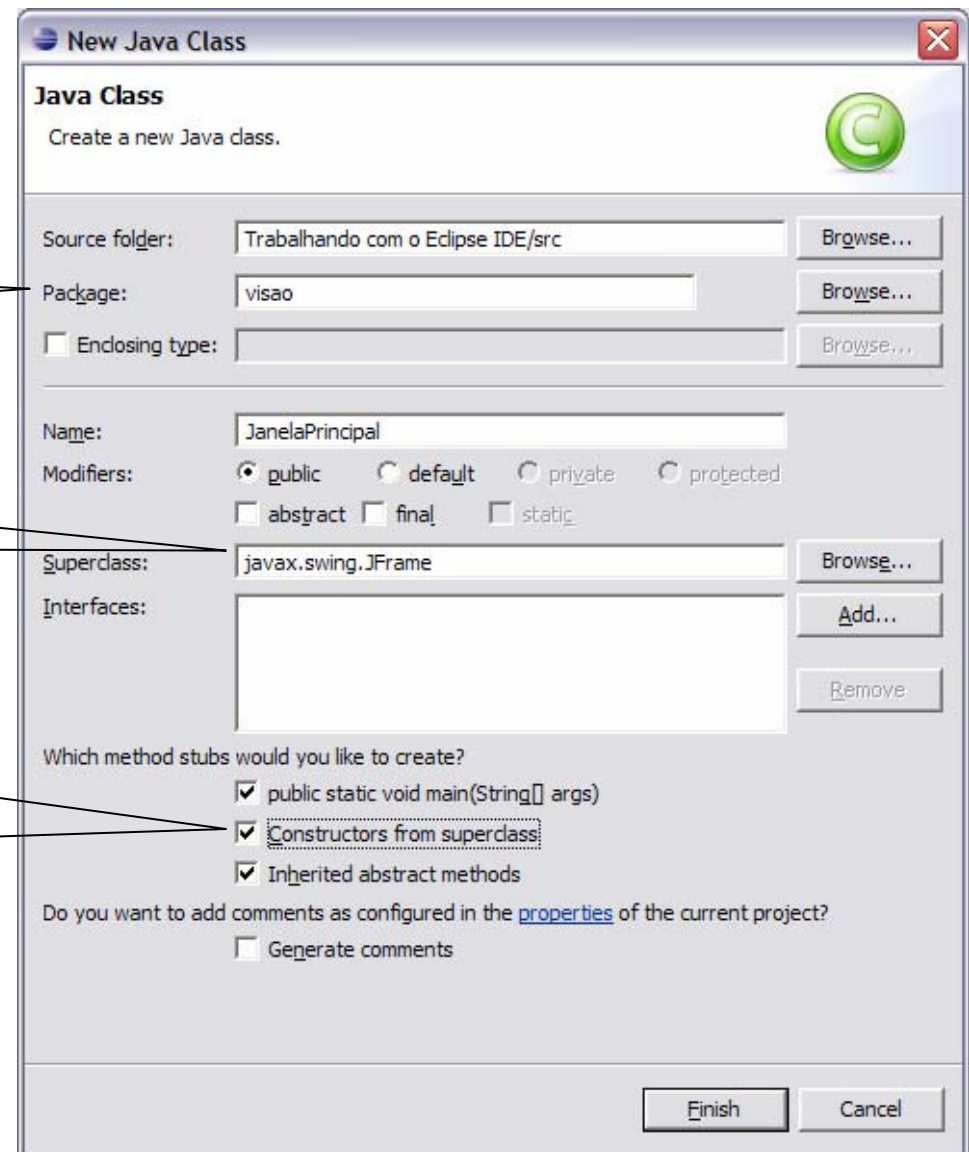 New Java Class
Java Class
Create a new Java class.
Source folder: Trabalhando com o Eclipse IDE/src Browse...
Package: visao Browse...
Enclosing type: Browse...
Name: JanelaPrincipal
Modifiers: public default private protected
abstract final static
Superclass: javax.swing.JFrame Browse...
Interfaces: Add...
Remove
Which method stubs would you like to create?
public static void main(String[] args)
Constructors from superclass
Inherited abstract methods
Do you want to add comments as configured in the properties of the current project?
Generate comments
Finish Cancel